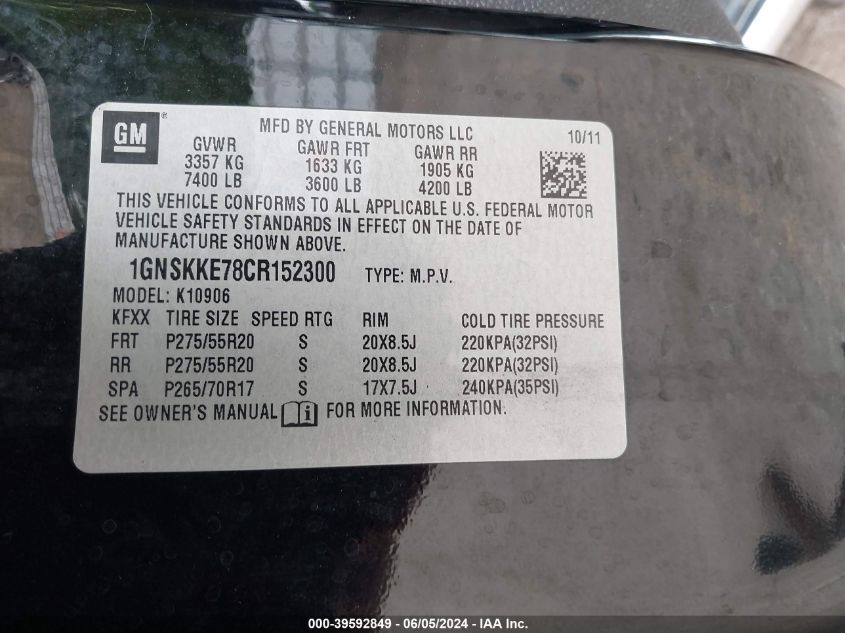 GM ®
MFD BY GENERAL MOTORS LLC 10/11
GVWR GAWR FRT GAWR RR
3357 KG 1633 KG 1905 KG
7400 LB 3600 LB 4200 LB
THIS VEHICLE CONFORMS TO ALL APPLICABLE U.S. FEDERAL MOTOR
VEHICLE SAFETY STANDARDS IN EFFECT ON THE DATE OF
MANUFACTURE SHOWN ABOVE.
1GNSKKE78CR152300 TYPE: M.P.V.
MODEL: K10906
KFXX TIRE SIZE SPEED RTG RIM COLD TIRE PRESSURE
FRT P275/55R20 S 20X8.5J 220KPA(32PSI)
RR P275/55R20 S 20X8.5J 220KPA(32PSI)
SPA P265/70R17 S 17X7.5J 240KPA(35PSI)
SEE OWNER'S MANUAL i FOR MORE INFORMATION.
000-39592849 - 06/05/2024 - IAA Inc.